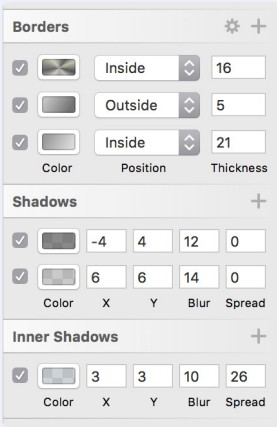 Borders
Inside 16
Outside 5
Inside 21
Color Position Thickness
Shadows
-4 4 12 0
6 6 14 0
Color X Y Blur Spread
Inner Shadows
3 3 10 26
Color X Y Blur Spread